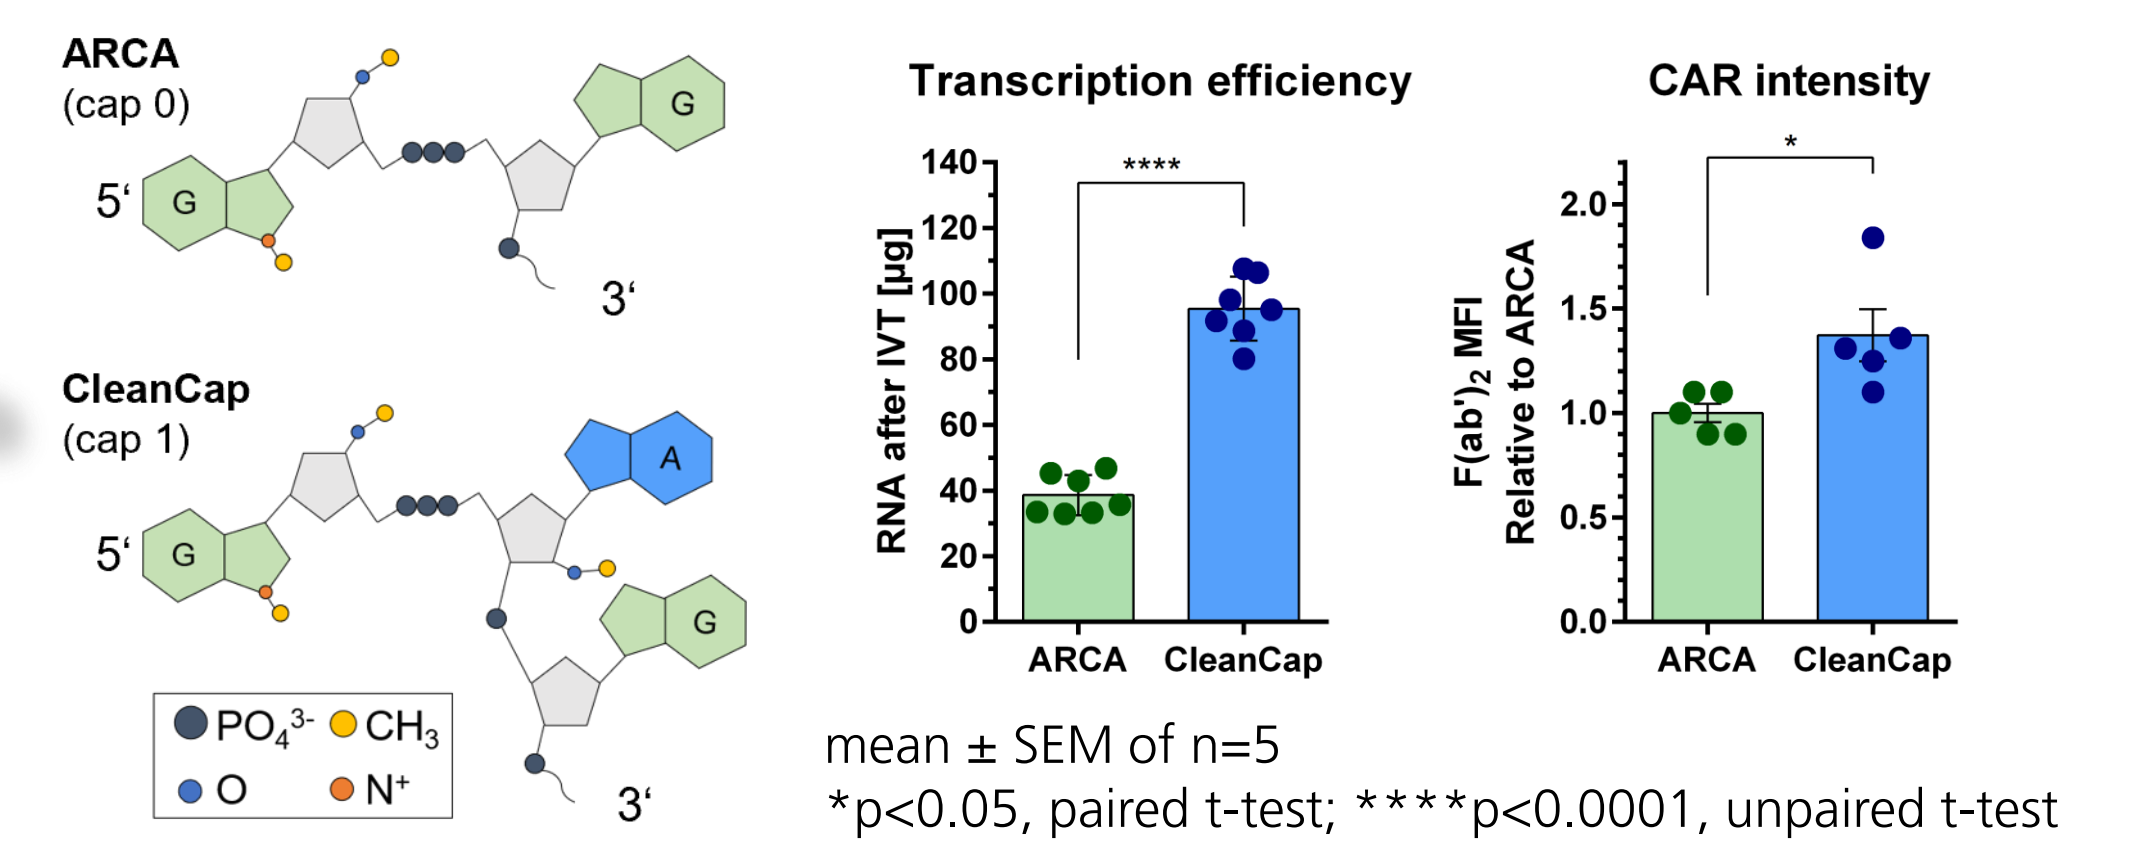 ARCA
(cap 0)
G
G
5‘
3‘
CleanCap
(cap 1)
A
G
5‘
G
3‘
PO₄³⁻ CH₃
O N⁺
Transcription efficiency
RNA after IVT [µg]
140
120
100
80
60
40
20
0
****
ARCA CleanCap
CAR intensity
F(ab')₂ MFI
Relative to ARCA
2.0
1.5
1.0
0.5
0.0
*
ARCA CleanCap
mean ± SEM of n=5
*p<0.05, paired t-test; ****p<0.0001, unpaired t-test